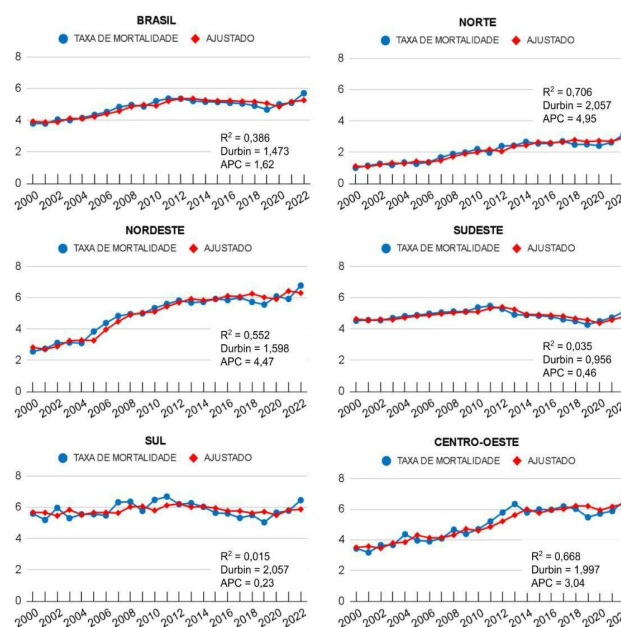 BRASIL
TAXA DE MORTALIDADE AJUSTADO
8
6
4
2
0
R² = 0,386
Durbin = 1,473
APC = 1,62
2000 2002 2004 2006 2008 2010 2012 2014 2016 2018 2020 2022
NORTE
TAXA DE MORTALIDADE AJUSTADO
8
6
4
2
0
R² = 0,706
Durbin = 2,057
APC = 4,95
2000 2002 2004 2006 2008 2010 2012 2014 2016 2018 2020 2022
NORDESTE
TAXA DE MORTALIDADE AJUSTADO
8
6
4
2
0
R² = 0,552
Durbin = 1,598
APC = 4,47
2000 2002 2004 2006 2008 2010 2012 2014 2016 2018 2020 2022
SUDESTE
TAXA DE MORTALIDADE AJUSTADO
8
6
4
2
0
R² = 0,035
Durbin = 0,956
APC = 0,46
2000 2002 2004 2006 2008 2010 2012 2014 2016 2018 2020 2022
SUL
TAXA DE MORTALIDADE AJUSTADO
8
6
4
2
0
R² = 0,015
Durbin = 2,057
APC = 0,23
2000 2002 2004 2006 2008 2010 2012 2014 2016 2018 2020 2022
CENTRO-OESTE
TAXA DE MORTALIDADE AJUSTADO
8
6
4
2
0
R² = 0,668
Durbin = 1,997
APC = 3,04
2000 2002 2004 2006 2008 2010 2012 2014 2016 2018 2020 2022